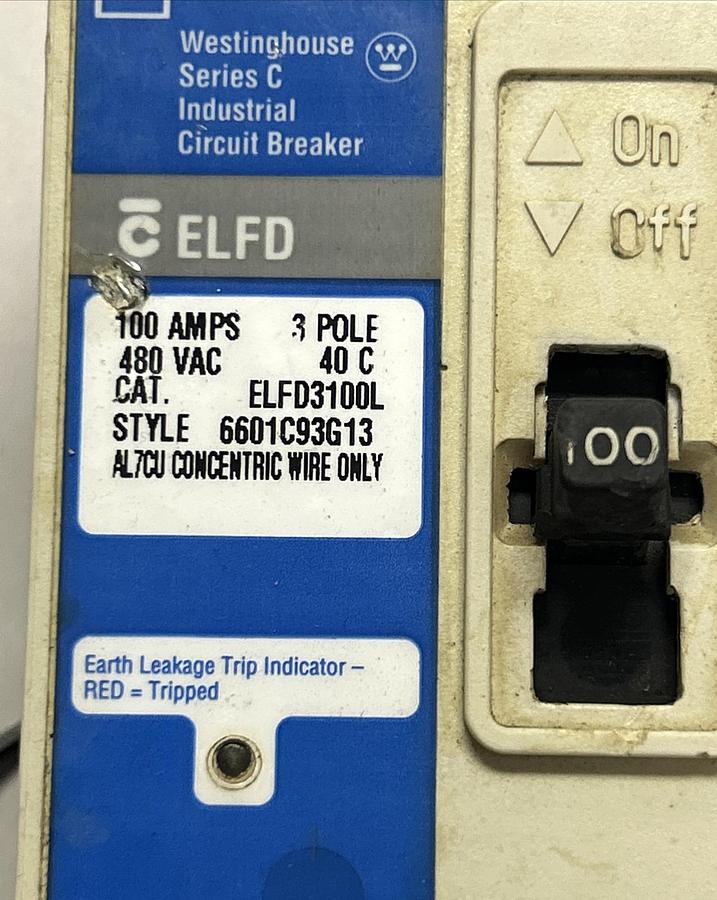 Westinghouse
Series C
Industrial
Circuit Breaker
ELFD
100 AMPS 3 POLE
480 VAC 40 C
CAT. ELFD3100L
STYLE 6601C93G13
AL7CU CONCENTRIC WIRE ONLY
Earth Leakage Trip Indicator –
RED = Tripped
On
Off
100